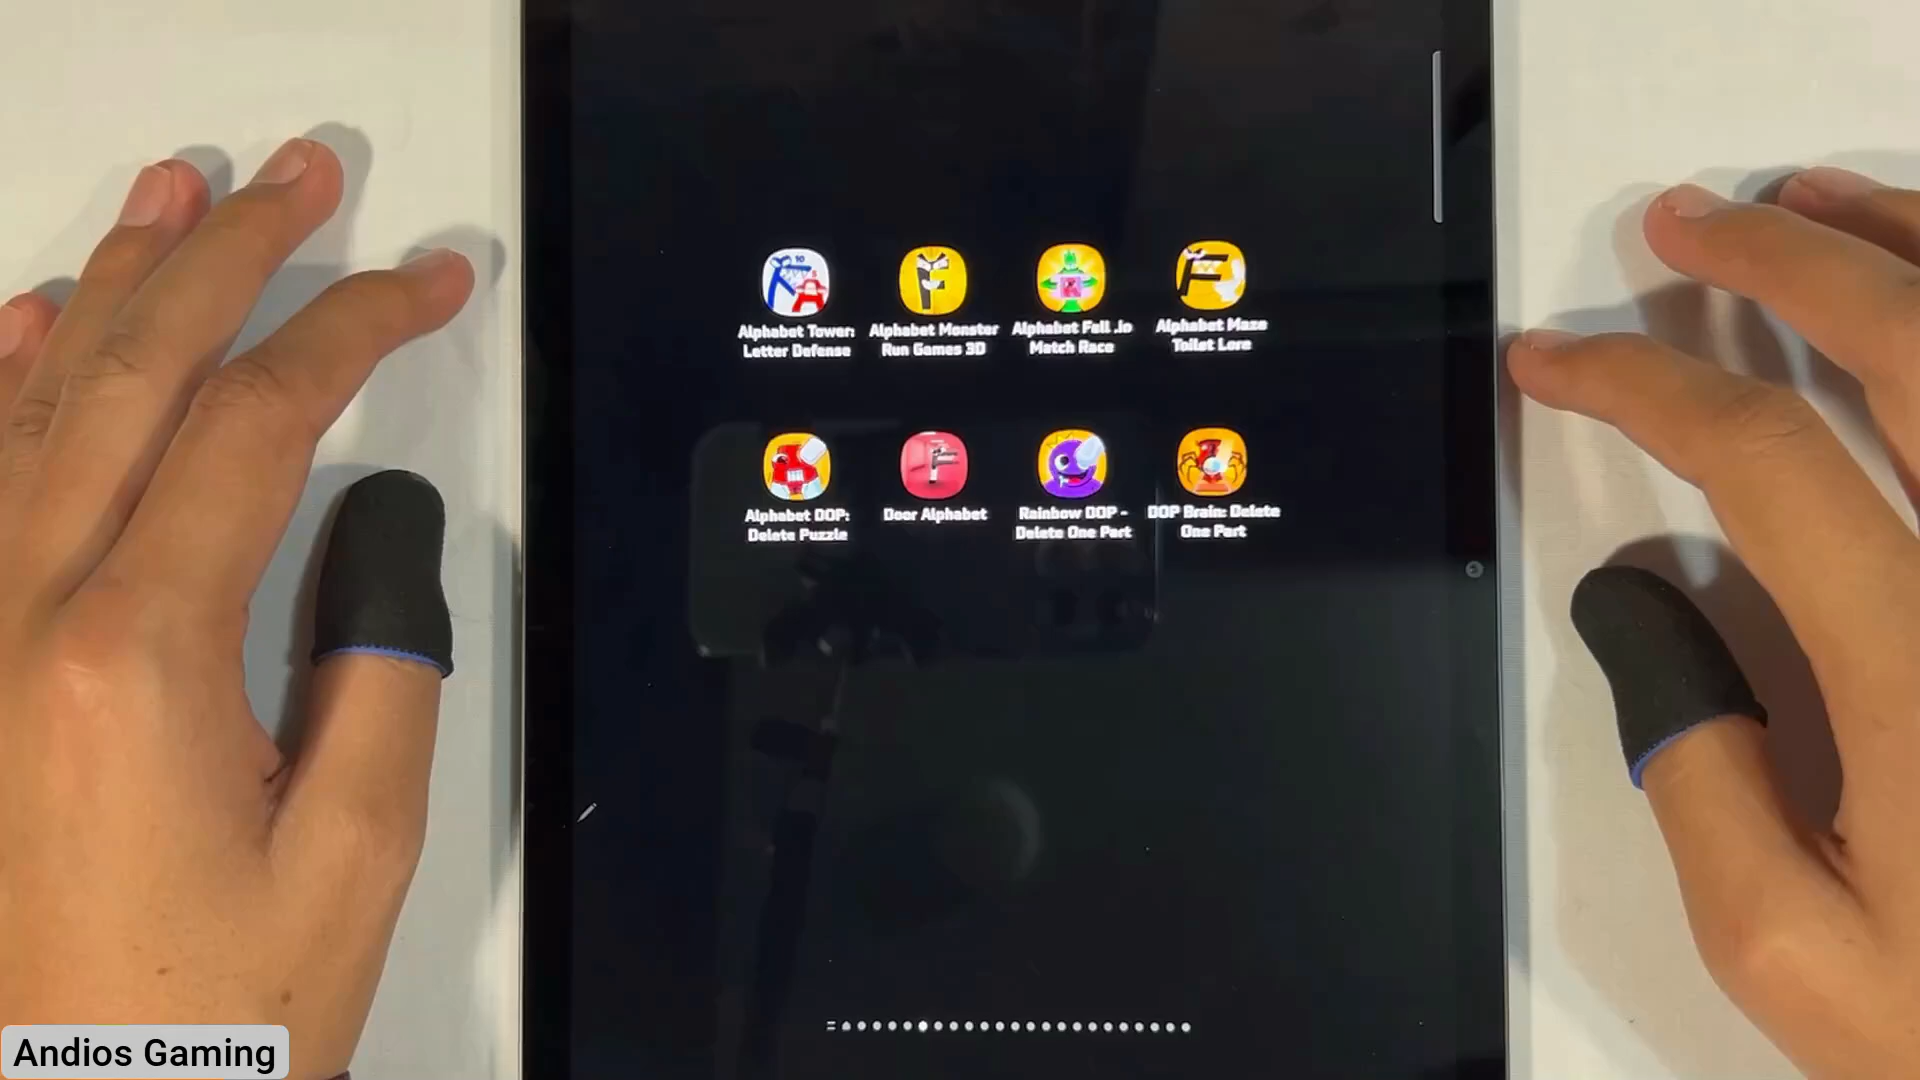 Alphabet Tower: Letter Defense
Alphabet Monster Run Games 3D
Alphabet Fall .io Match Race
Alphabet Maze Toilet Lore
Alphabet DOP: Delete Puzzle
Door Alphabet
Rainbow DOP - Delete One Part
DOP Brain: Delete One Part
Andios Gaming